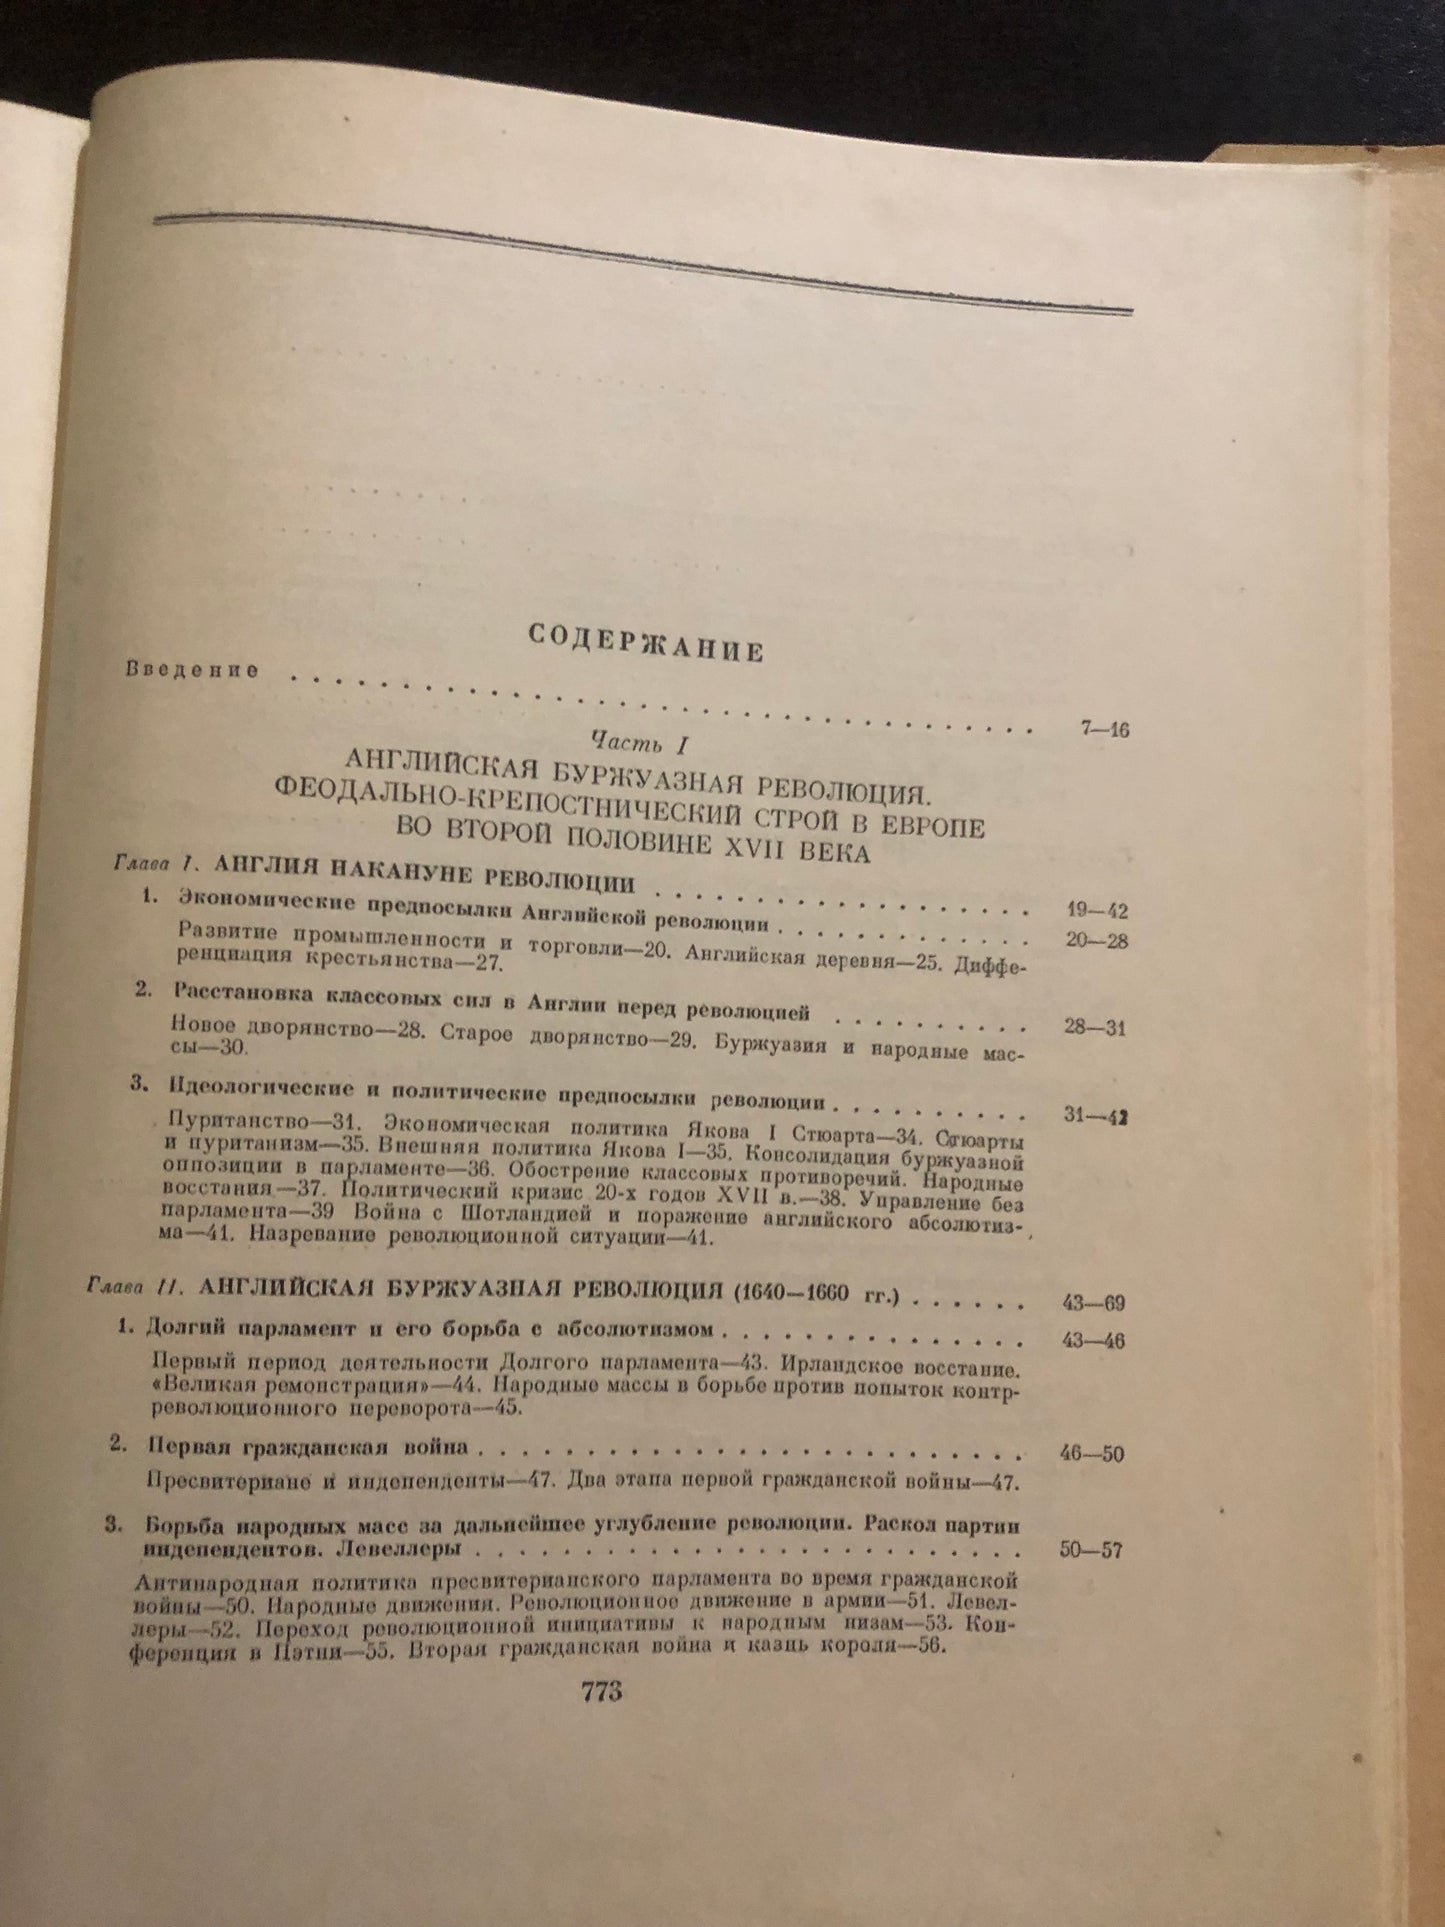 СОДЕРЖАНИЕ
Введение . . . . . . . . . . . . . . . . . . . . . . . . . . . . . . . . . . 7—16
Часть I
АНГЛИЙСКАЯ БУРЖУАЗНАЯ РЕВОЛЮЦИЯ.
ФЕОДАЛЬНО-КРЕПОСТНИЧЕСКИЙ СТРОЙ В ЕВРОПЕ
ВО ВТОРОЙ ПОЛОВИНЕ XVII ВЕКА
Глава I. АНГЛИЯ НАКАНУНЕ РЕВОЛЮЦИИ . . . . . . . . . . . . . . . . . . 19—42
1. Экономические предпосылки Английской революции . . . . . . . . . . . . 20—28
Развитие промышленности и торговли—20. Английская деревня—25. Диффе-
ренциация крестьянства—27.
2. Расстановка классовых сил в Англии перед революцией . . . . . . . . . . 28—31
Новое дворянство—28. Старое дворянство—29. Буржуазия и народные мас-
сы—30.
3. Идеологические и политические предпосылки революции . . . . . . . . . . 31—42
Пуританство—31. Экономическая политика Якова I Стюарта—34. Стюарты
и пуританизм—35. Внешняя политика Якова I—35. Консолидация буржуазной
оппозиции в парламенте—36. Обострение классовых противоречий. Народные
восстания—37. Политический кризис 20-х годов XVII в.—38. Управление без
парламента—39 Война с Шотландией и поражение английского абсолютиз-
ма—41. Назревание революционной ситуации—41.
Глава II. АНГЛИЙСКАЯ БУРЖУАЗНАЯ РЕВОЛЮЦИЯ (1640—1660 гг.) . . . . . . 43—69
1. Долгий парламент и его борьба с абсолютизмом . . . . . . . . . . . . . . 43—46
Первый период деятельности Долгого парламента—43. Ирландское восстание.
«Великая ремонстрация»—44. Народные массы в борьбе против попыток контр-
революционного переворота—45.
2. Первая гражданская война . . . . . . . . . . . . . . . . . . . . . . . . . 46—50
Пресвитериане и индепенденты—47. Два этапа первой гражданской войны—47.
3. Борьба народных масс за дальнейшее углубление революции. Раскол партии
индепендентов. Левеллеры . . . . . . . . . . . . . . . . . . . . . . . . . 50—57
Антинародная политика пресвитерианского парламента во время гражданской
войны—50. Народные движения. Революционное движение в армии—51. Левел-
леры—52. Переход революционной инициативы к народным низам—53. Кон-
ференция в Пэтни—55. Вторая гражданская война и казнь короля—56.
773